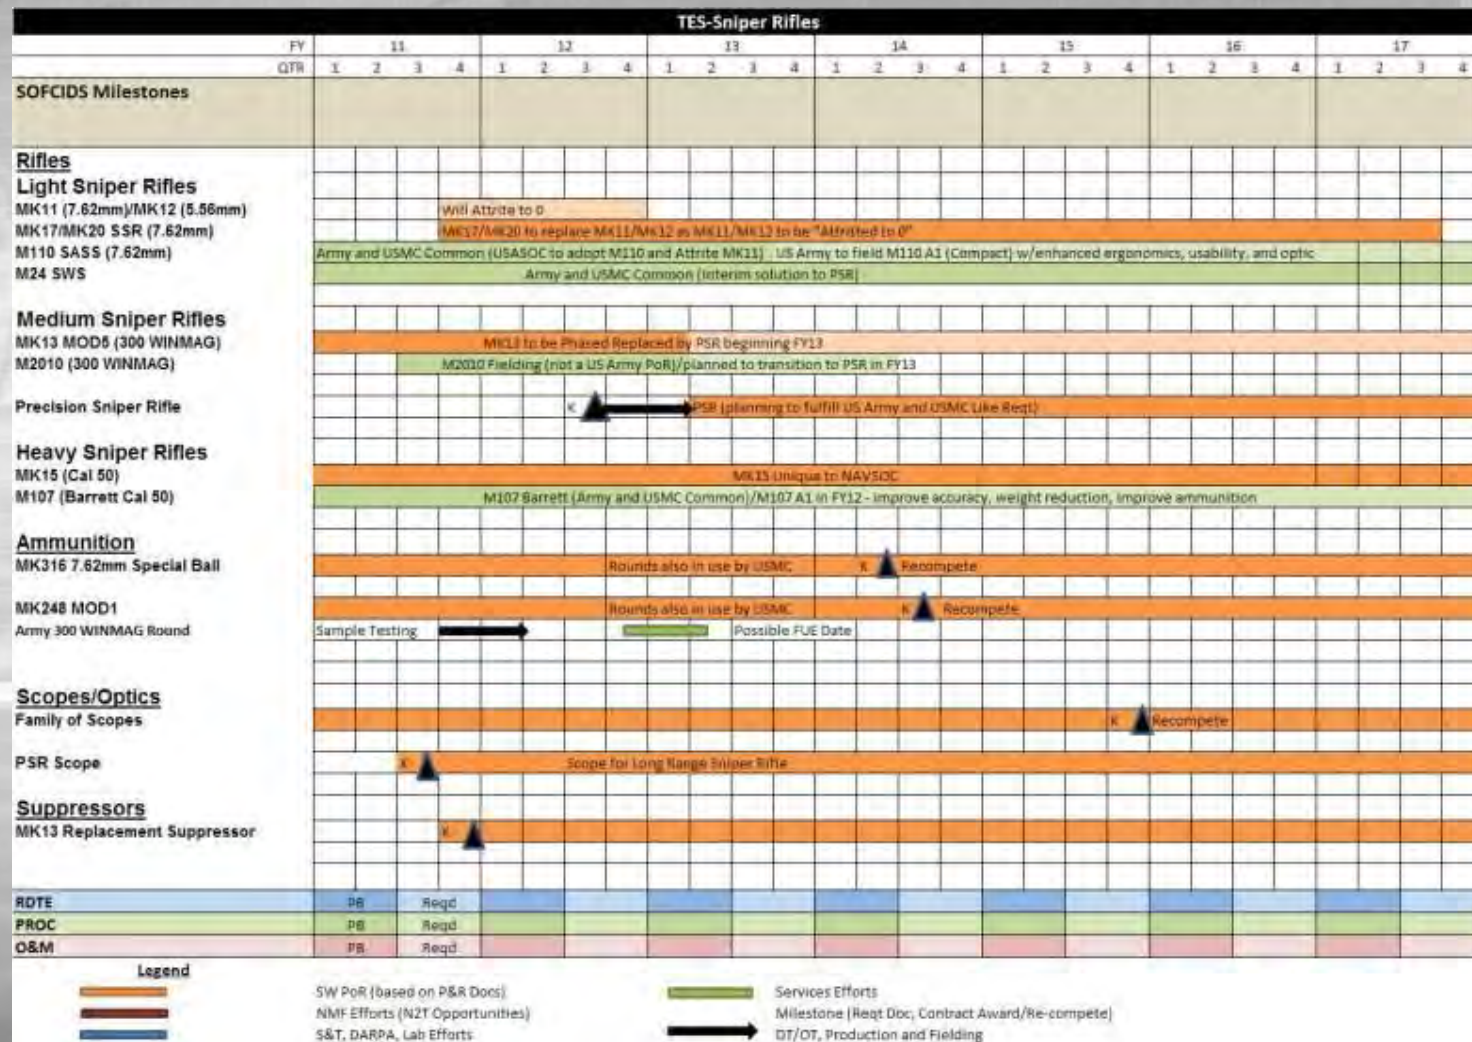 TES-Sniper Rifles
FY 11 12 13 14 15 16 17
QTR 1 2 3 4 1 2 3 4 1 2 3 4 1 2 3 4 1 2 3 4 1 2 3 4 1 2 3 4
SOFCIDS Milestones
Rifles
Light Sniper Rifles
MK11 (7.62mm)/MK12 (5.56mm) Will Attrite to 0
MK17/MK20 SSR (7.62mm) MK17/MK20 to replace MK11/MK12 as MK11/MK12 to be "Attrited to 0"
M110 SASS (7.62mm) Army and USMC Common (USASOC to adopt M110 and Attrite MK11) . US Army to field M110 A1 (Compact) w/enhanced ergonomics, usability, and optic
M24 SWS Army and USMC Common (Interim solution to PSR)
Medium Sniper Rifles
MK13 MOD5 (300 WINMAG) MK13 to be Phased Replaced by PSR beginning FY13
M2010 (300 WINMAG) M2010 Fielding (not a US Army PoR)/planned to transition to PSR in FY13
Precision Sniper Rifle K PSR (planning to fulfill US Army and USMC Like Reqt)
Heavy Sniper Rifles
MK15 (Cal 50) MK15 Unique to NAVSOC
M107 (Barrett Cal 50) M107 Barrett (Army and USMC Common)/M107 A1 in FY12 - improve accuracy, weight reduction, improve ammunition
Ammunition
MK316 7.62mm Special Ball Rounds also in use by USMC K Recompete
MK248 MOD1 Rounds also in use by USMC K Recompete
Army 300 WINMAG Round Sample Testing Possible FUE Date
Scopes/Optics
Family of Scopes K Recompete
PSR Scope K Scope for Long Range Sniper Rifle
Suppressors
MK13 Replacement Suppressor K
RDTE PB Reqd
PROC PB Reqd
O&M PB Reqd
Legend
SW PoR (based on P&R Docs) Services Efforts
NMF Efforts (N2T Opportunities) Milestone (Reqt Doc, Contract Award/Re-compete)
S&T, DARPA, Lab Efforts DT/OT, Production and Fielding